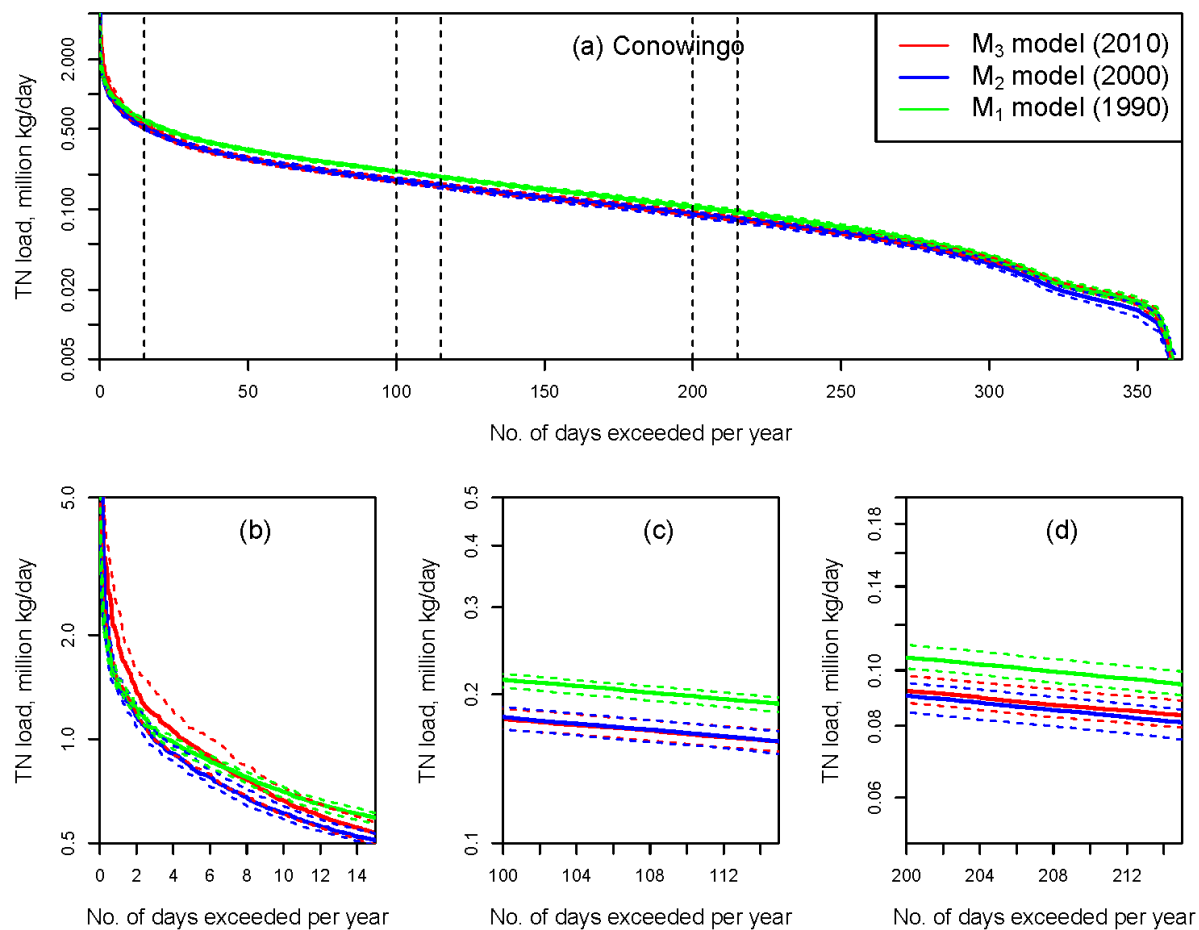 (a) Conowingo
M₃ model (2010)
M₂ model (2000)
M₁ model (1990)
TN load, million kg/day
2.000
0.500
0.100
0.020
0.005
0 50 100 150 200 250 300 350
No. of days exceeded per year
(b)
TN load, million kg/day
5.0
2.0
1.0
0.5
0 2 4 6 8 10 12 14
No. of days exceeded per year
(c)
TN load, million kg/day
0.5
0.4
0.3
0.2
0.1
100 104 108 112
No. of days exceeded per year
(d)
TN load, million kg/day
0.18
0.14
0.10
0.08
0.06
200 204 208 212
No. of days exceeded per year